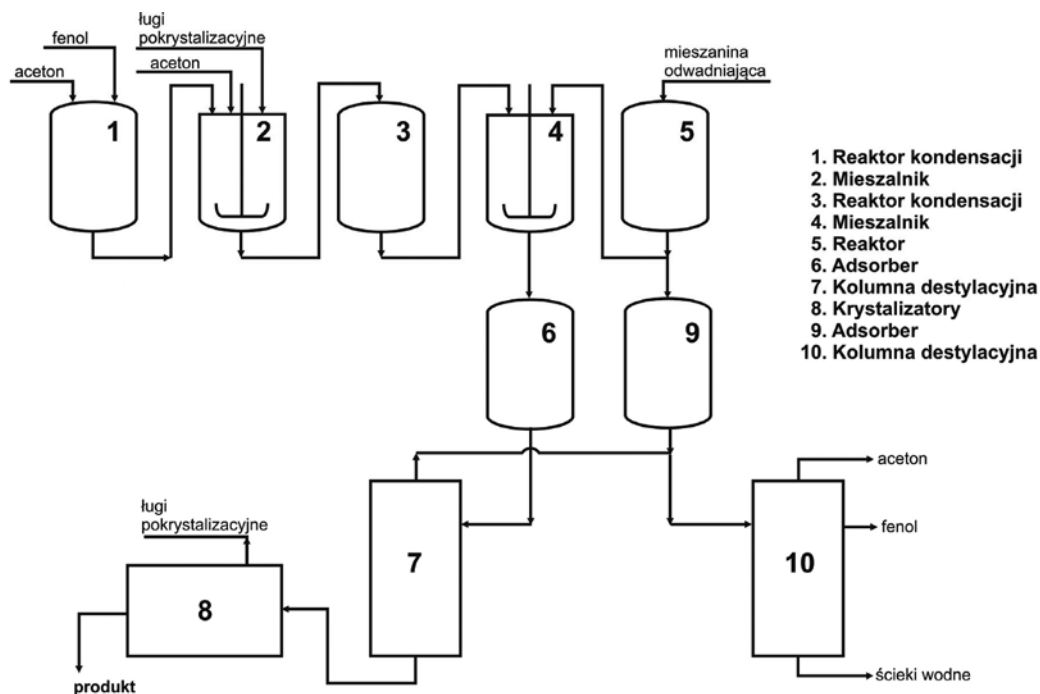 fenol
aceton
ługi
pokrystalizacyjne
aceton
mieszanina
odwadniająca
1
2
3
4
5
1. Reaktor kondensacji
2. Mieszalnik
3. Reaktor kondensacji
4. Mieszalnik
5. Reaktor
6. Adsorber
7. Kolumna destylacyjna
8. Krystalizatory
9. Adsorber
10. Kolumna destylacyjna
6
9
aceton
fenol
ługi
pokrystalizacyjne
7
10
8
produkt
ścieki wodne